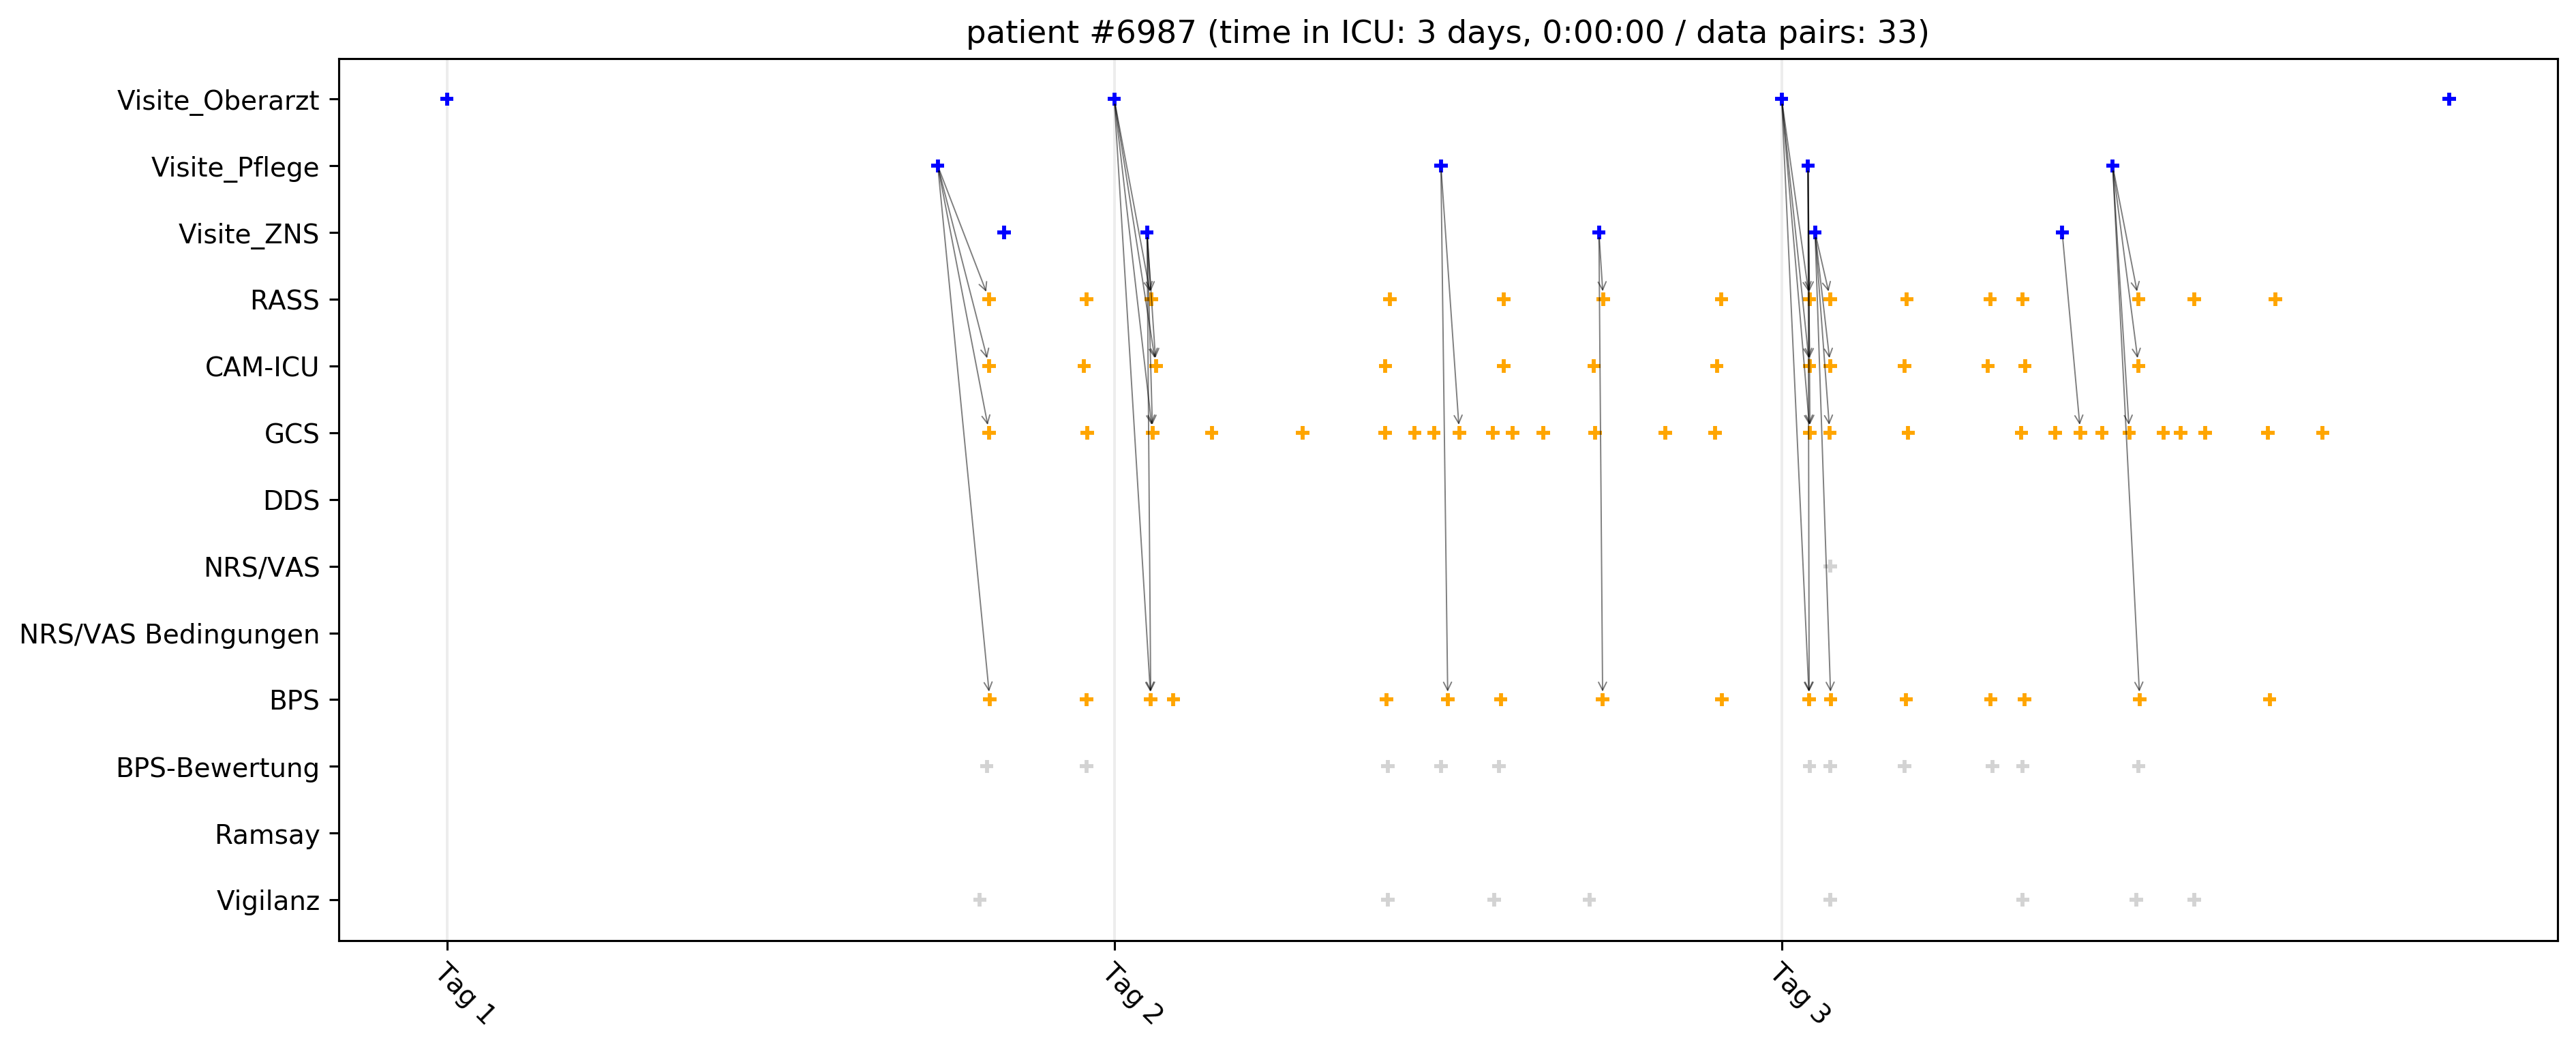 patient #6987 (time in ICU: 3 days, 0:00:00 / data pairs: 33)
Visite_Oberarzt
Visite_Pflege
Visite_ZNS
RASS
CAM-ICU
GCS
DDS
NRS/VAS
NRS/VAS Bedingungen
BPS
BPS-Bewertung
Ramsay
Vigilanz
Tag 1
Tag 2
Tag 3